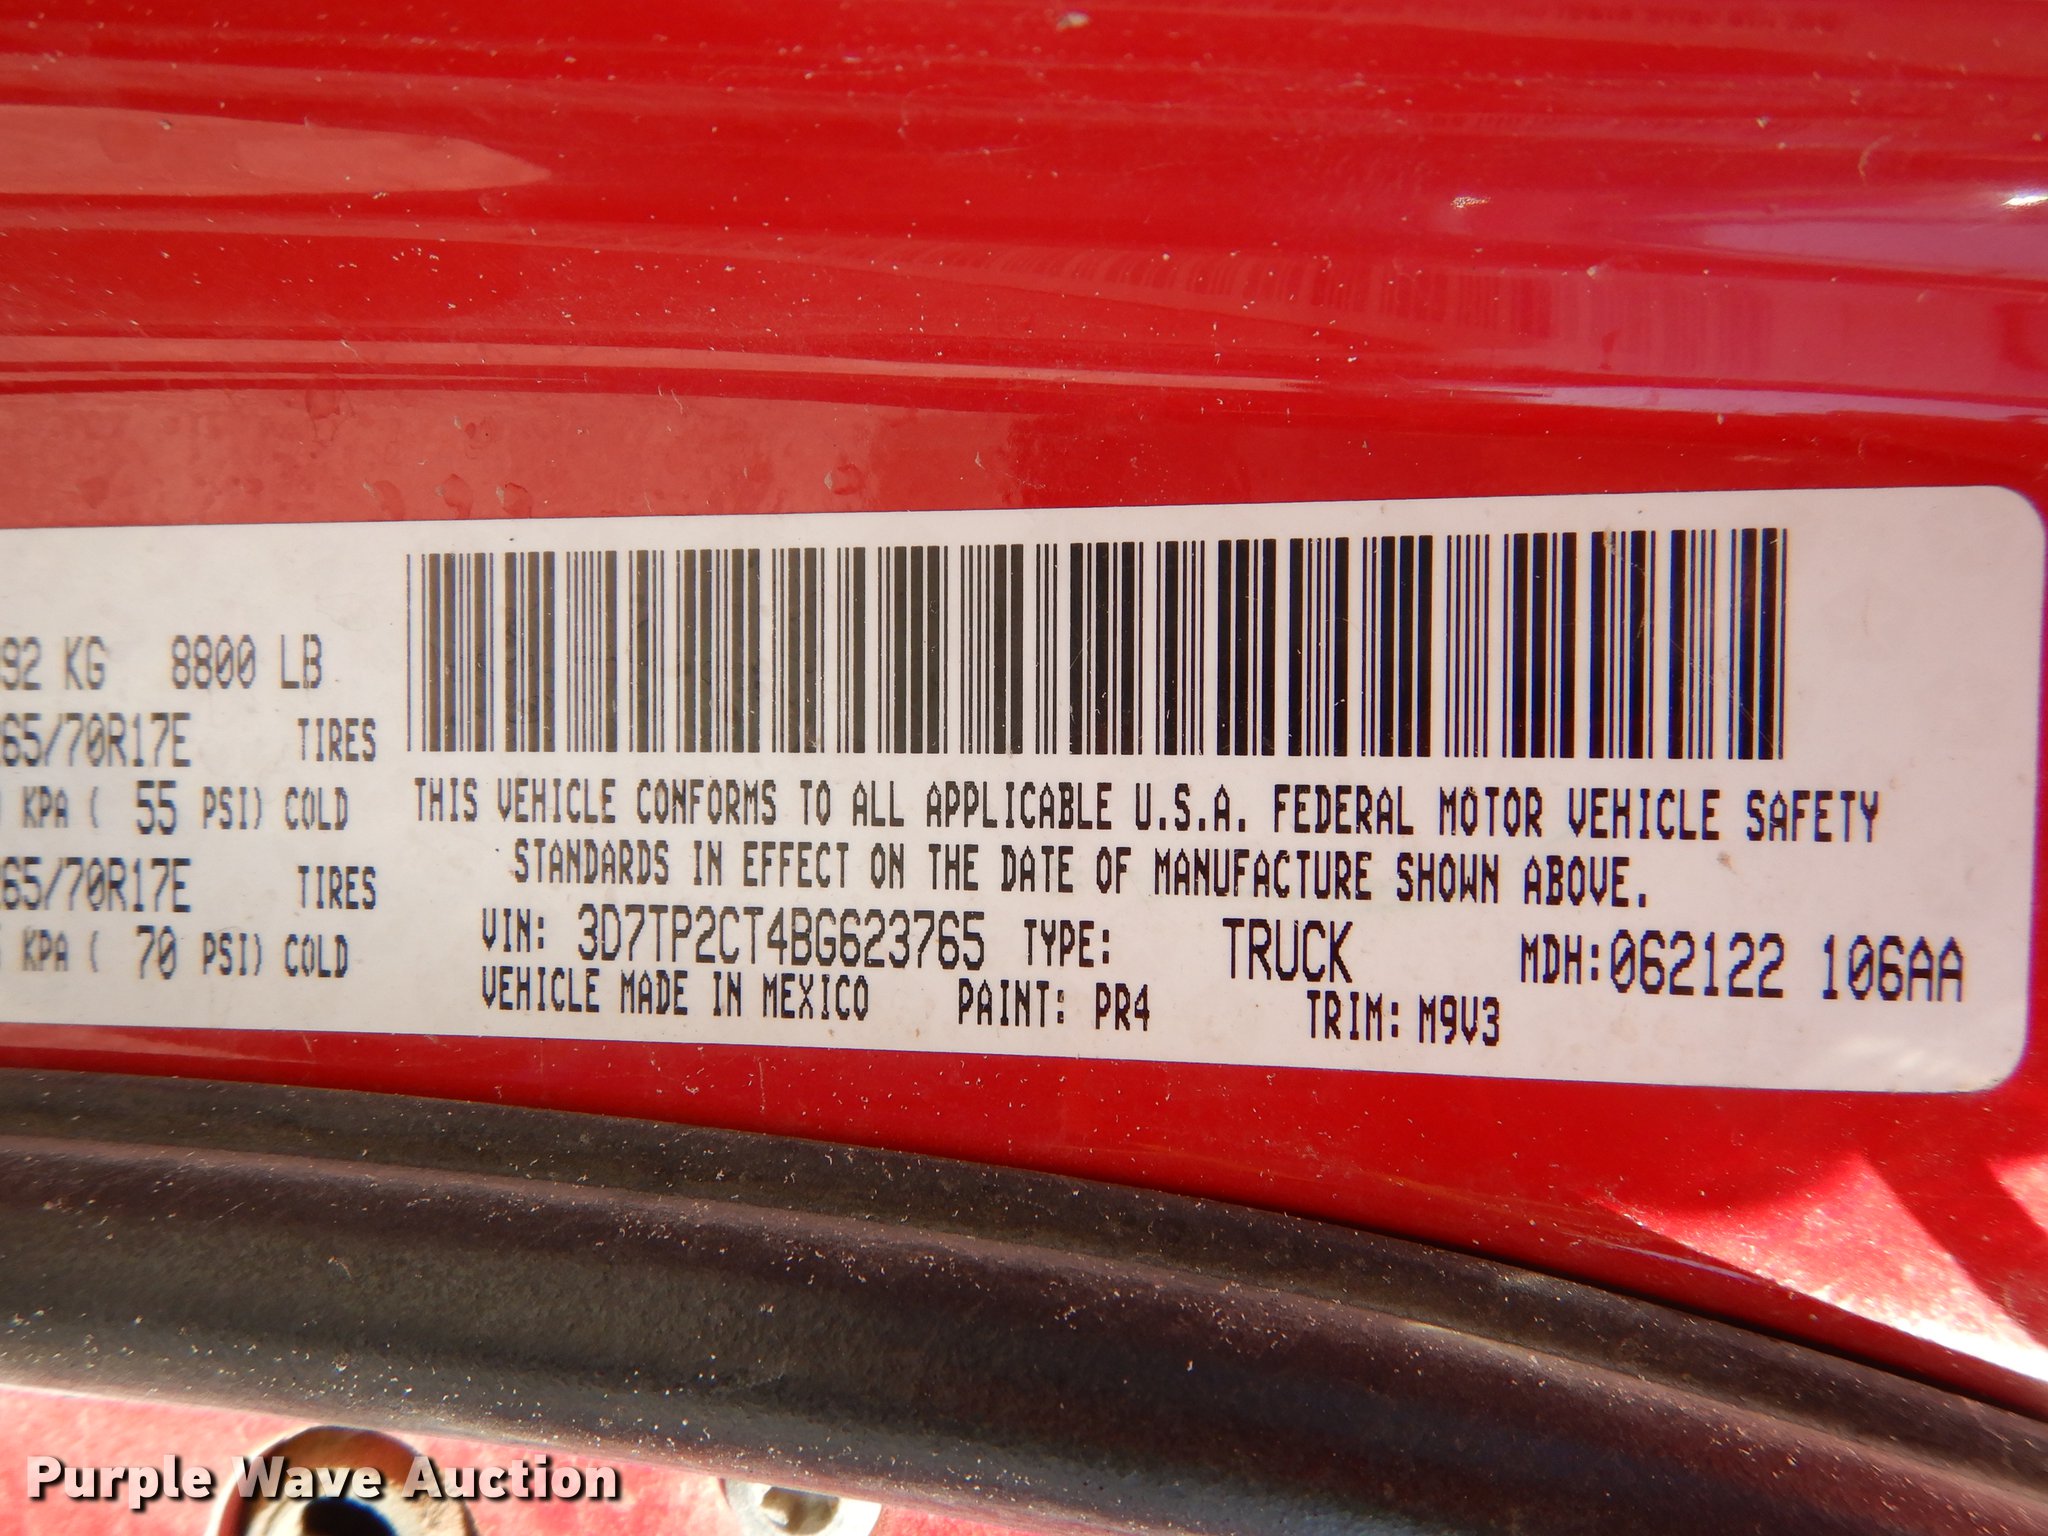 92 KG 8800 LB
65/70R17E TIRES
KPA ( 55 PSI) COLD
65/70R17E TIRES
KPA ( 70 PSI) COLD
THIS VEHICLE CONFORMS TO ALL APPLICABLE U.S.A. FEDERAL MOTOR VEHICLE SAFETY
STANDARDS IN EFFECT ON THE DATE OF MANUFACTURE SHOWN ABOVE.
VIN: 3D7TP2CT4BG623765 TYPE: TRUCK MDH:062122 106AA
VEHICLE MADE IN MEXICO PAINT: PR4 TRIM: M9V3
Purple Wave Auction